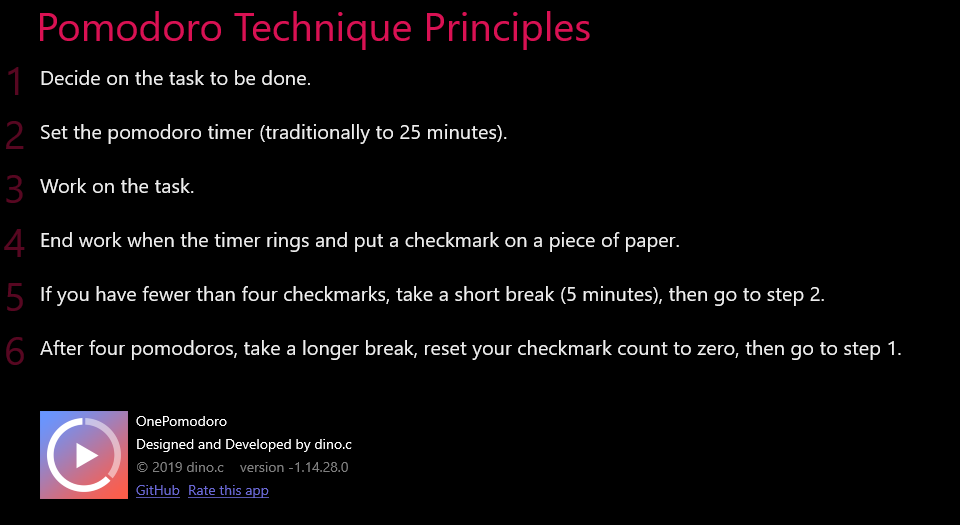 Pomodoro Technique Principles
1 Decide on the task to be done.
2 Set the pomodoro timer (traditionally to 25 minutes).
3 Work on the task.
4 End work when the timer rings and put a checkmark on a piece of paper.
5 If you have fewer than four checkmarks, take a short break (5 minutes), then go to step 2.
6 After four pomodoros, take a longer break, reset your checkmark count to zero, then go to step 1.
OnePomodoro
Designed and Developed by dino.c
© 2019 dino.c version -1.14.28.0
GitHub Rate this app